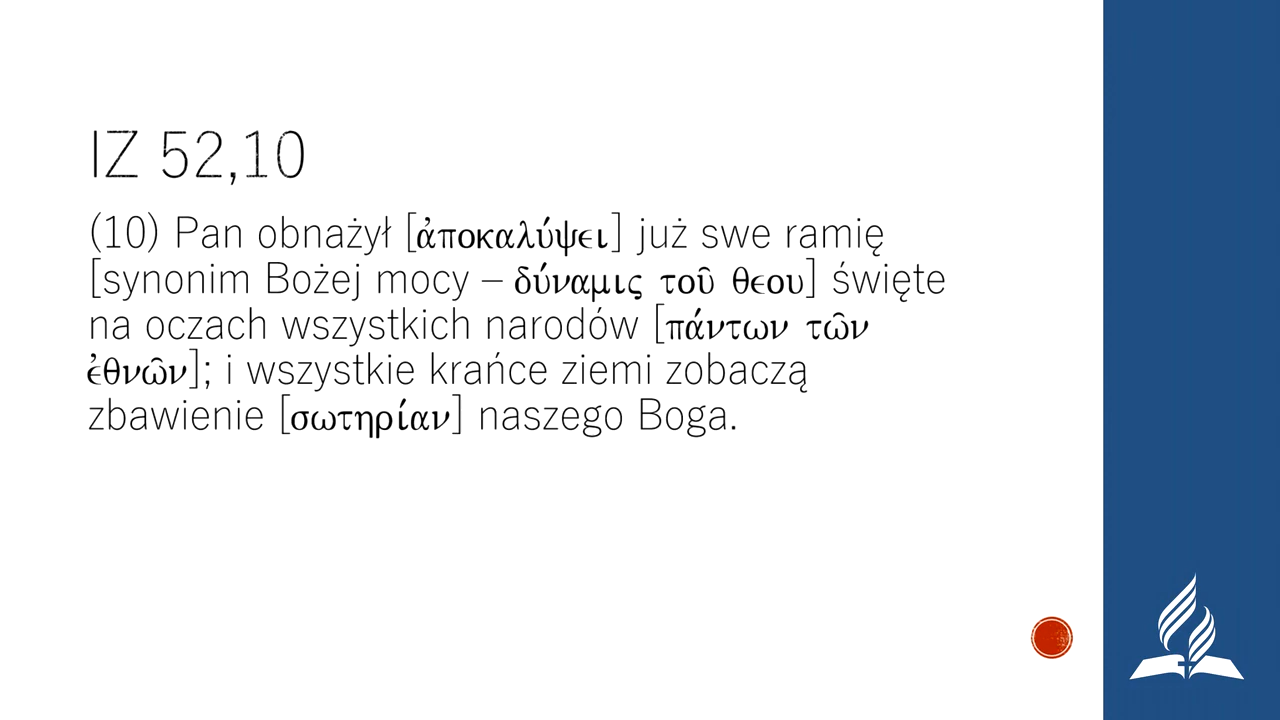 IZ 52,10
(10) Pan obnażył [ἀποκαλύψει] już swe ramię
[synonim Bożej mocy – δύναμις τοῦ θεου] święte
na oczach wszystkich narodów [πάντων τῶν
ἐθνῶν]; i wszystkie krańce ziemi zobaczą
zbawienie [σωτηρίαν] naszego Boga.